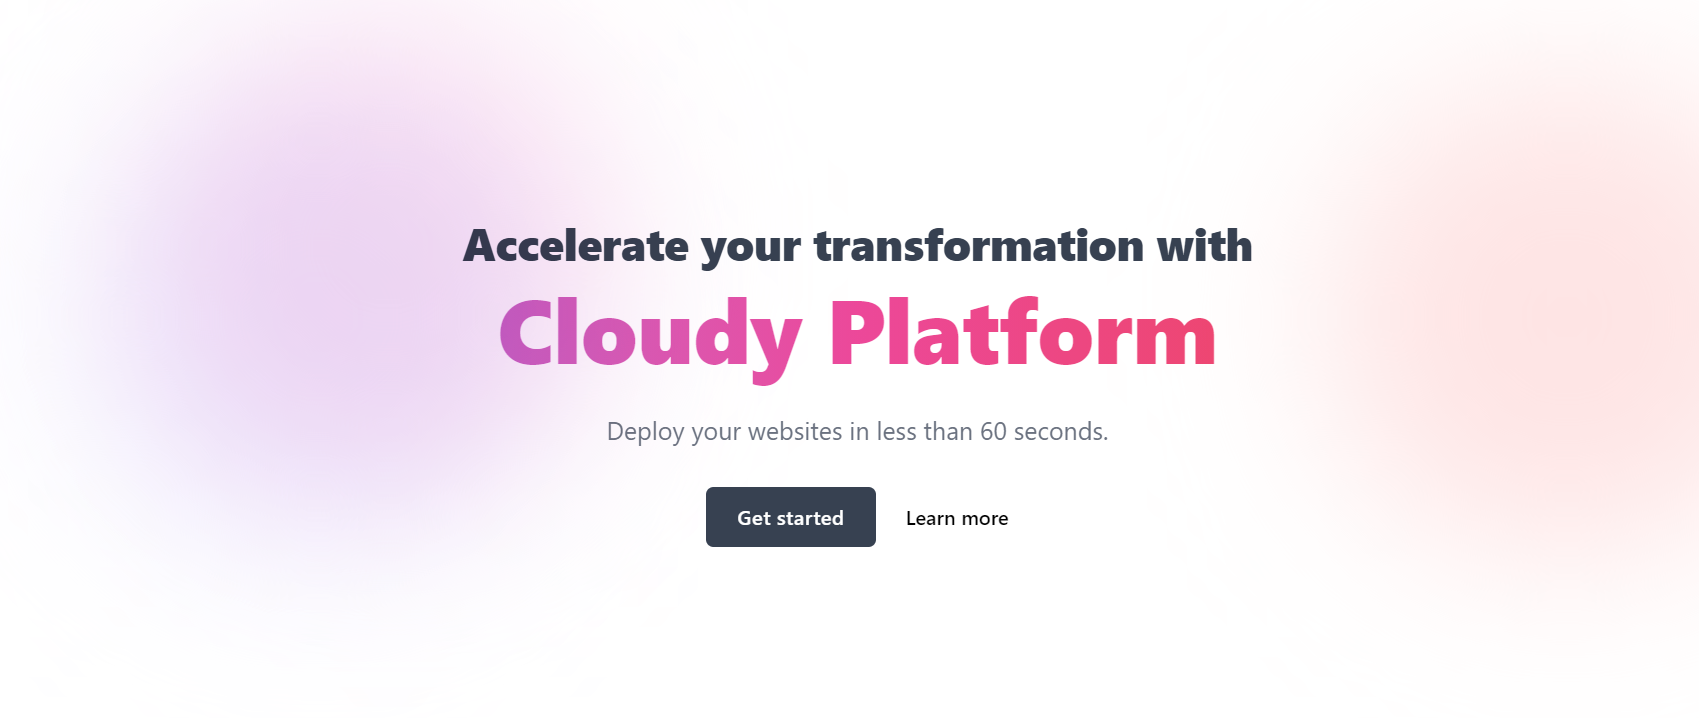 Accelerate your transformation with
Cloudy Platform
Deploy your websites in less than 60 seconds.
Get started
Learn more